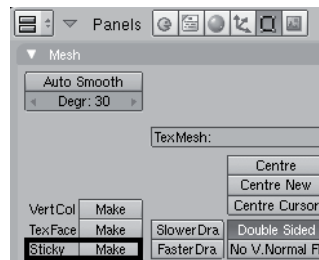 Panels
Mesh
Auto Smooth
Degr: 30
TexMesh:
Centre
Centre New
Centre Cursor
VertCol Make
TexFace Make SlowerDra Double Sided
Sticky Make FasterDra No V.Normal Fl